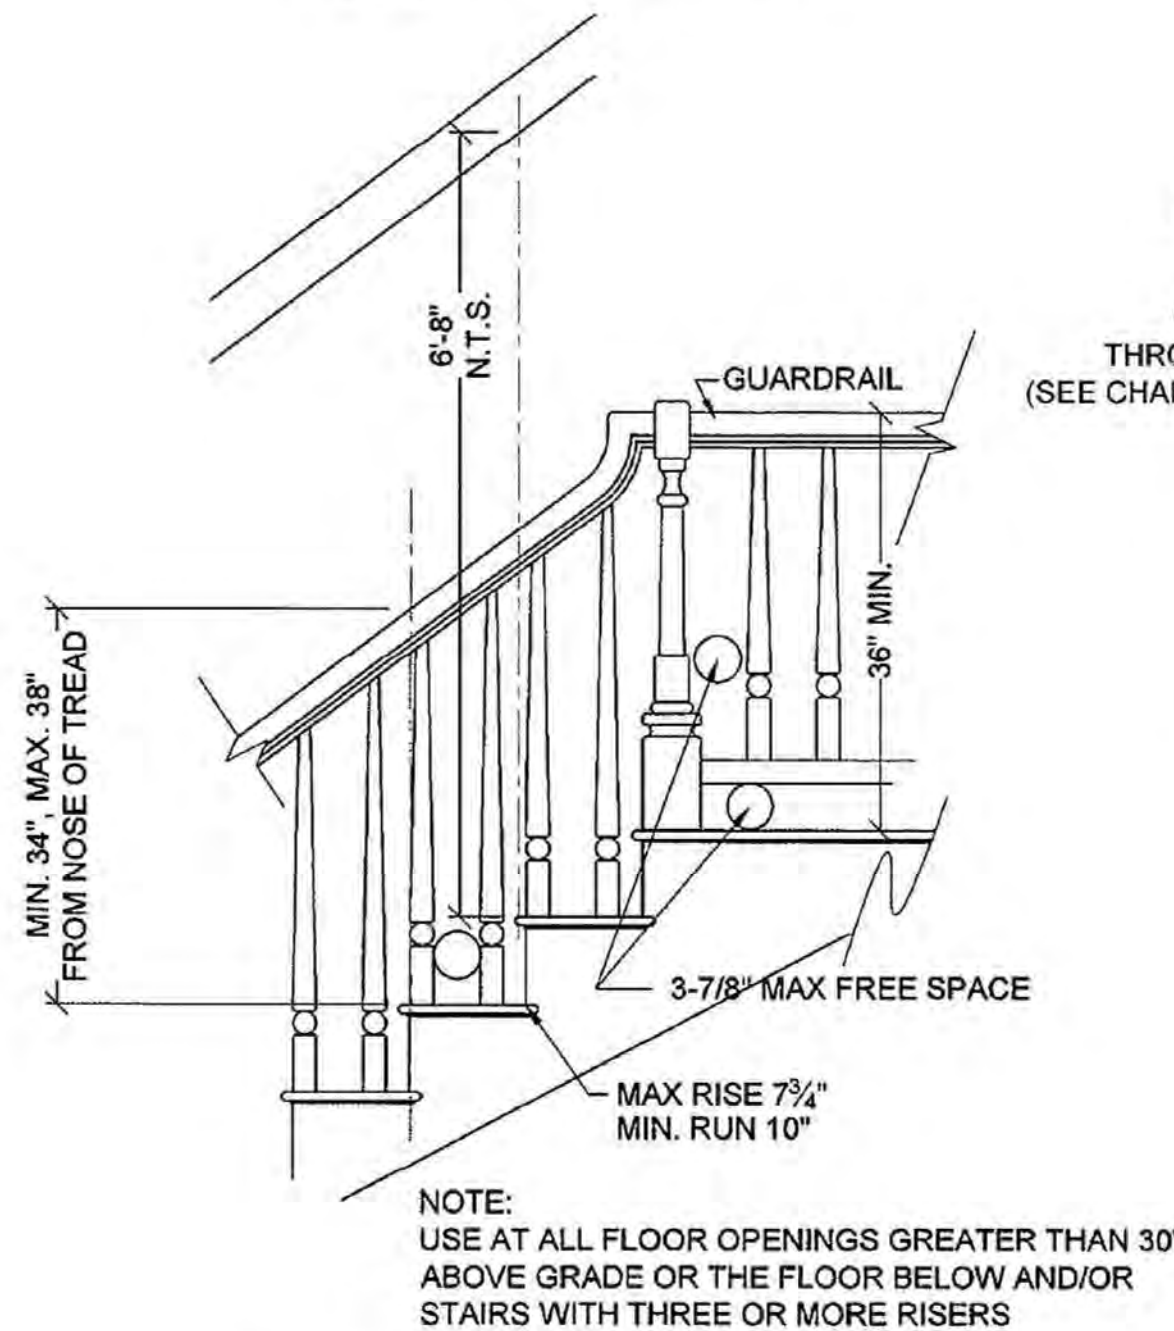 6'-8"
N.T.S.
GUARDRAIL
THRO
(SEE CHAI
MIN. 34", MAX. 38"
FROM NOSE OF TREAD
36" MIN.
3-7/8" MAX FREE SPACE
MAX RISE 7¾"
MIN. RUN 10"
NOTE:
USE AT ALL FLOOR OPENINGS GREATER THAN 30"
ABOVE GRADE OR THE FLOOR BELOW AND/OR
STAIRS WITH THREE OR MORE RISERS